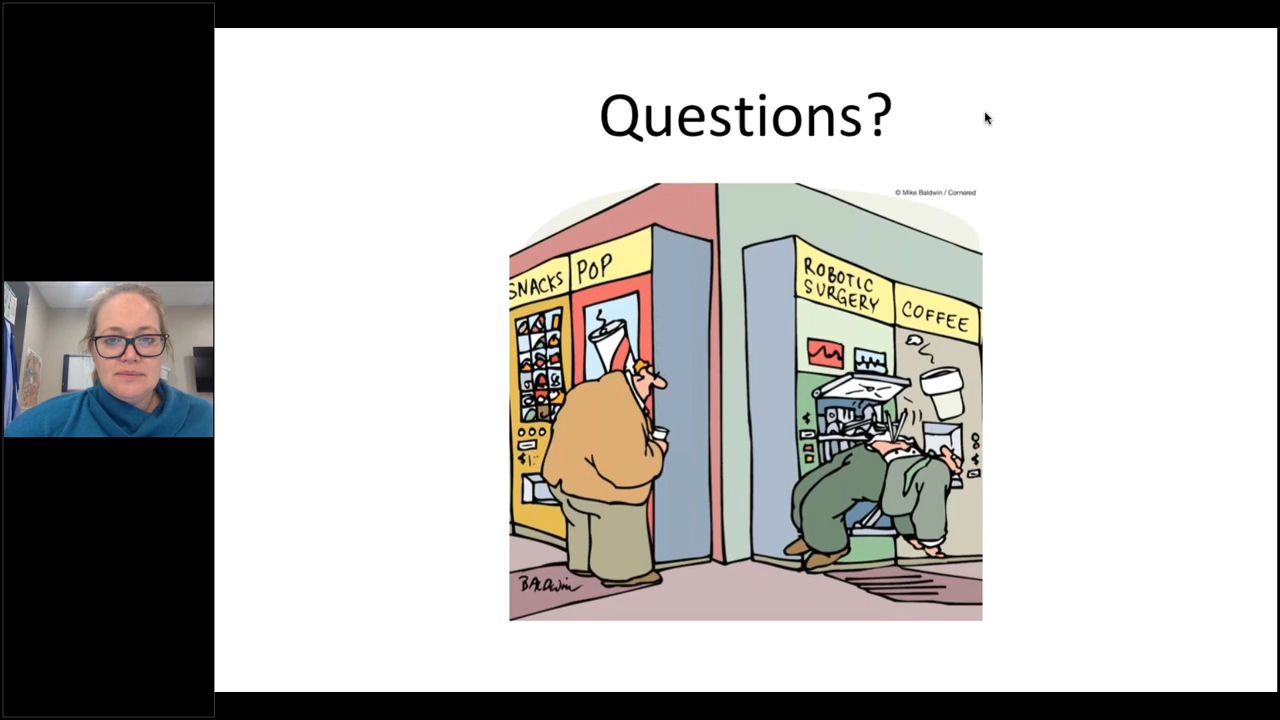 Questions?
© Mike Baldwin / Cornered
SNACKS
POP
ROBOTIC
SURGERY
COFFEE
BALDWIN